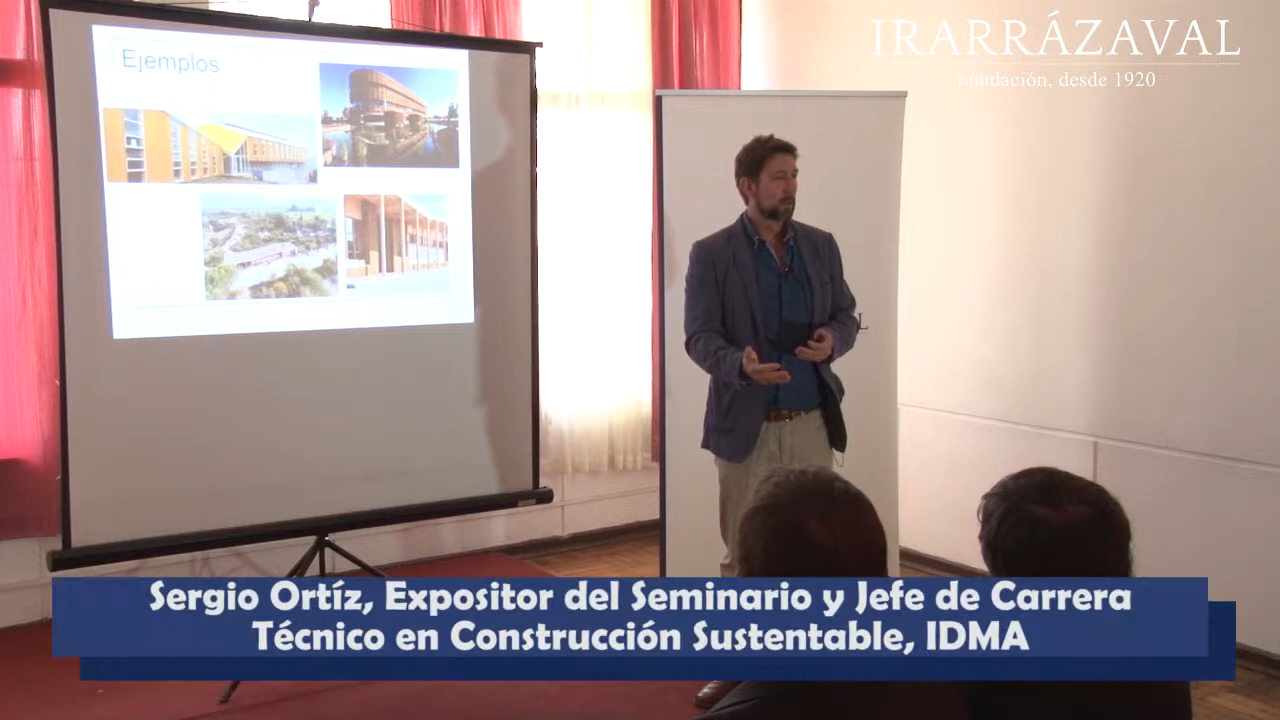 IRARRÁZAVAL
Fundación, desde 1920
Ejemplos
L
Sergio Ortíz, Expositor del Seminario y Jefe de Carrera
Técnico en Construcción Sustentable, IDMA